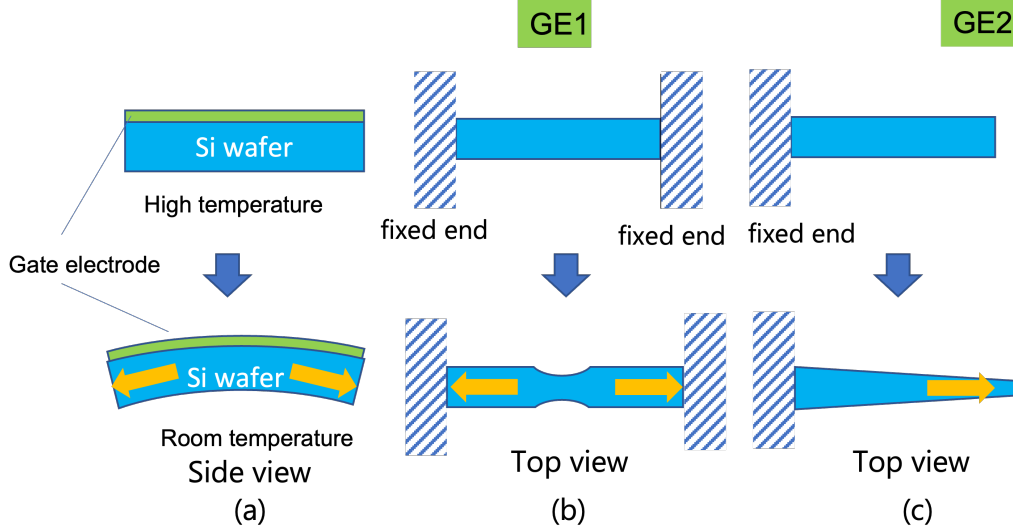 GE1
GE2
Si wafer
High temperature
fixed end
fixed end
fixed end
Gate electrode
Si wafer
Room temperature
Side view
Top view
Top view
(a)
(b)
(c)